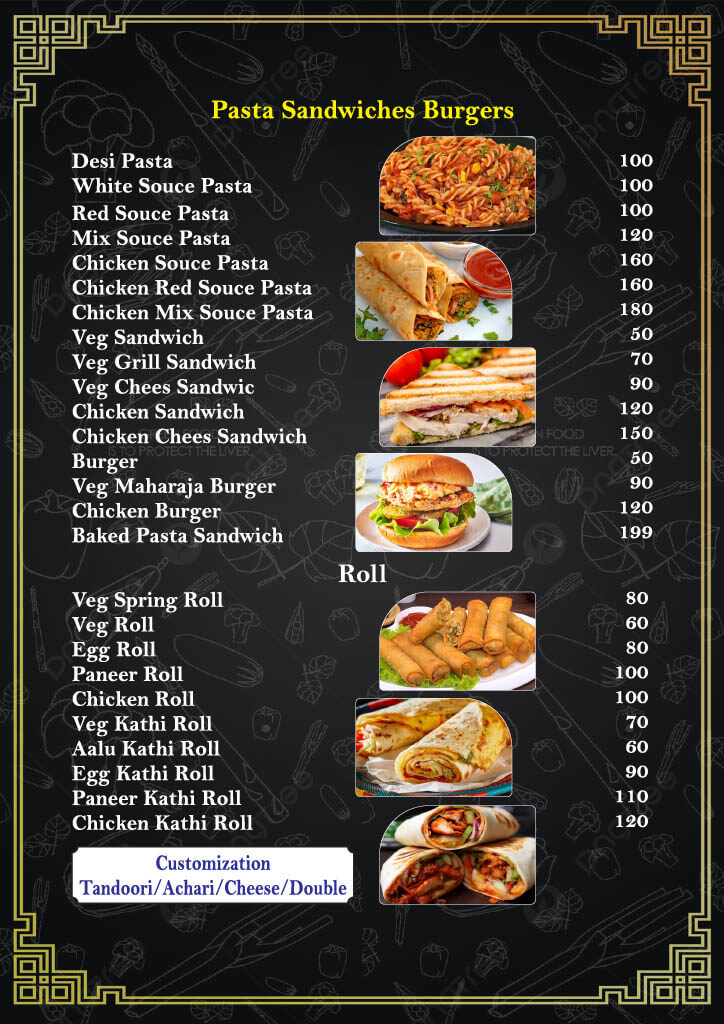 Pasta Sandwiches Burgers
Desi Pasta 100
White Souce Pasta 100
Red Souce Pasta 100
Mix Souce Pasta 120
Chicken Souce Pasta 160
Chicken Red Souce Pasta 160
Chicken Mix Souce Pasta 180
Veg Sandwich 50
Veg Grill Sandwich 70
Veg Chees Sandwic 90
Chicken Sandwich 120
Chicken Chees Sandwich 150
Burger 50
Veg Maharaja Burger 90
Chicken Burger 120
Baked Pasta Sandwich 199
Roll
Veg Spring Roll 80
Veg Roll 60
Egg Roll 80
Paneer Roll 100
Chicken Roll 100
Veg Kathi Roll 70
Aalu Kathi Roll 60
Egg Kathi Roll 90
Paneer Kathi Roll 110
Chicken Kathi Roll 120
Customization
Tandoori/Achari/Cheese/Double